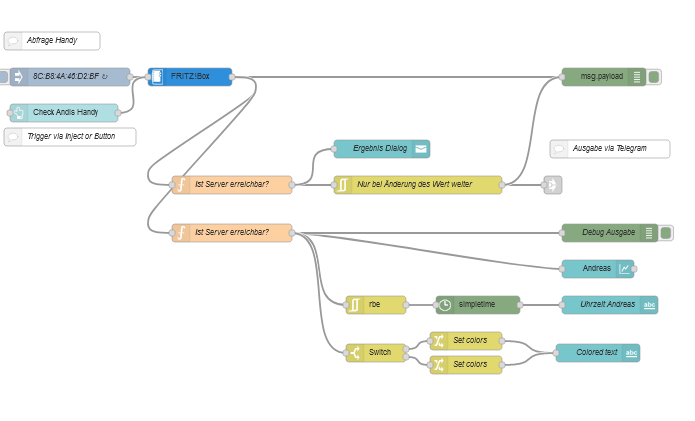 Abfrage Handy
8C:B8:4A:46:D2:BF ↻
FRITZ!Box
msg.payload
Check Andis Handy
Trigger via Inject or Button
Ergebnis Dialog
Ausgabe via Telegram
Ist Server erreichbar?
Nur bei Änderung des Wert weiter
Ist Server erreichbar?
Debug Ausgabe
Andreas
rbe
simpletime
Uhrzeit Andreas
abc
Switch
Set colors
Colored text
abc
Set colors